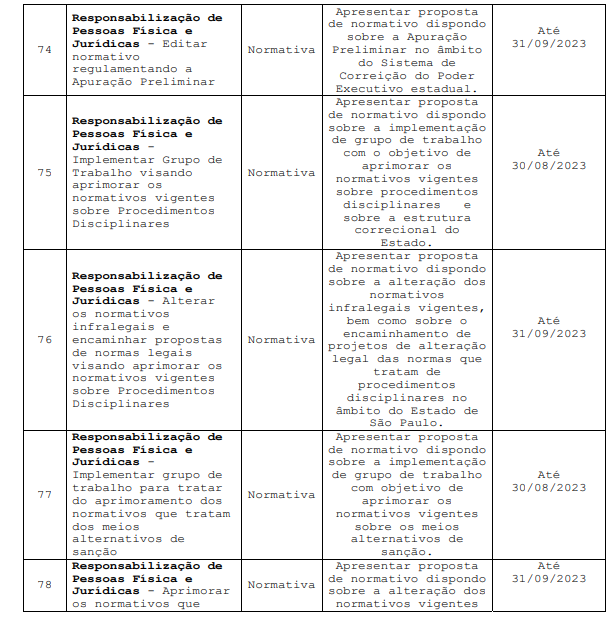 74
Responsabilização de
Pessoas Física e
Jurídicas – Editar
normativo
regulamentando a
Apuração Preliminar
Normativa
Apresentar proposta
de normativo dispondo
sobre a Apuração
Preliminar no âmbito
do Sistema de
Correição do Poder
Executivo estadual.
Até
31/09/2023
75
Responsabilização de
Pessoas Física e
Jurídicas –
Implementar Grupo de
Trabalho visando
aprimorar os
normativos vigentes
sobre Procedimentos
Disciplinares
Normativa
Apresentar proposta
de normativo dispondo
sobre a implementação
de grupo de trabalho
com o objetivo de
aprimorar os
normativos vigentes
sobre procedimentos
disciplinares e
sobre a estrutura
correcional do
Estado.
Até
30/08/2023
76
Responsabilização de
Pessoas Física e
Jurídicas – Alterar
os normativos
infralegais e
encaminhar propostas
de normas legais
visando aprimorar os
normativos vigentes
sobre Procedimentos
Disciplinares
Normativa
Apresentar proposta
de normativo dispondo
sobre a alteração dos
normativos
infralegais vigentes,
bem como sobre o
encaminhamento de
projetos de alteração
legal das normas que
tratam de
procedimentos
disciplinares no
âmbito do Estado de
São Paulo.
Até
31/09/2023
77
Responsabilização de
Pessoas Física e
Jurídicas –
Implementar grupo de
trabalho para tratar
do aprimoramento dos
normativos que tratam
dos meios
alternativos de
sanção
Normativa
Apresentar proposta
de normativo dispondo
sobre a implementação
de grupo de trabalho
com objetivo de
aprimorar os
normativos vigentes
sobre os meios
alternativos de
sanção.
Até
30/08/2023
78
Responsabilização de
Pessoas Física e
Jurídicas – Aprimorar
os normativos que
Normativa
Apresentar proposta
de normativo dispondo
sobre a alteração dos
normativos vigentes
Até
31/09/2023